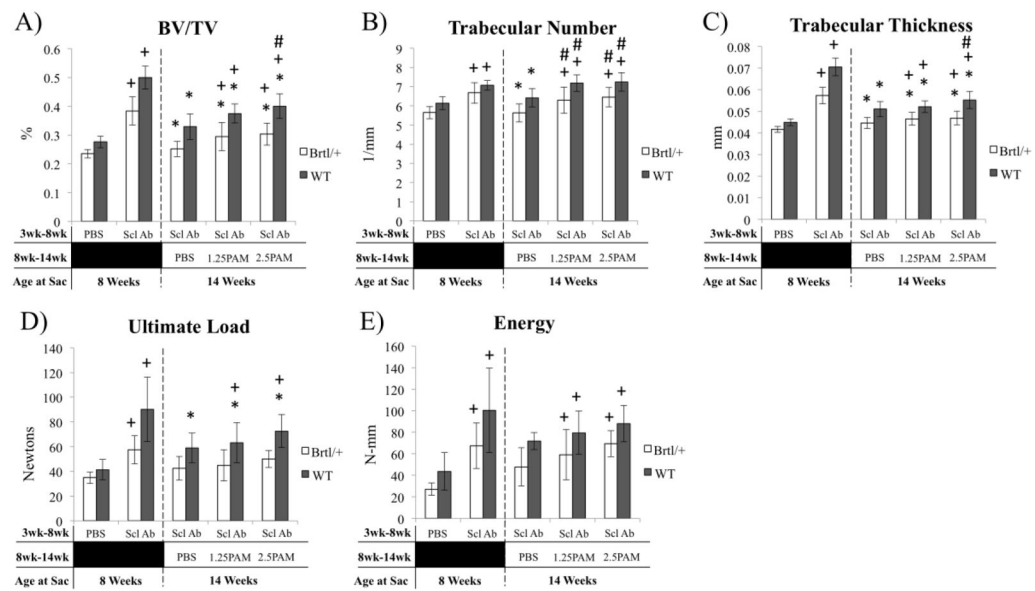 A) BV/TV
0.6
0.5
0.4
0.3
0.2
0.1
0
%
+ + * * + * + * + * # + *
Brtl/+
WT
3wk-8wk PBS Scl Ab Scl Ab Scl Ab Scl Ab
8wk-14wk PBS 1.25PAM 2.5PAM
Age at Sac 8 Weeks 14 Weeks
B) Trabecular Number
9
8
7
6
5
4
3
2
1
0
1/mm
+ + * * # + # + # + # +
Brtl/+
WT
3wk-8wk PBS Scl Ab Scl Ab Scl Ab Scl Ab
8wk-14wk PBS 1.25PAM 2.5PAM
Age at Sac 8 Weeks 14 Weeks
C) Trabecular Thickness
0.08
0.07
0.06
0.05
0.04
0.03
0.02
0.01
0
mm
+ + * * + * + * + * # + *
Brtl/+
WT
3wk-8wk PBS Scl Ab Scl Ab Scl Ab Scl Ab
8wk-14wk PBS 1.25PAM 2.5PAM
Age at Sac 8 Weeks 14 Weeks
D) Ultimate Load
140
120
100
80
60
40
20
0
Newtons
+ + * + * + *
Brtl/+
WT
3wk-8wk PBS Scl Ab Scl Ab Scl Ab Scl Ab
8wk-14wk PBS 1.25PAM 2.5PAM
Age at Sac 8 Weeks 14 Weeks
E) Energy
160
140
120
100
80
60
40
20
0
N-mm
+ + + + + +
Brtl/+
WT
3wk-8wk PBS Scl Ab Scl Ab Scl Ab Scl Ab
8wk-14wk PBS 1.25PAM 2.5PAM
Age at Sac 8 Weeks 14 Weeks